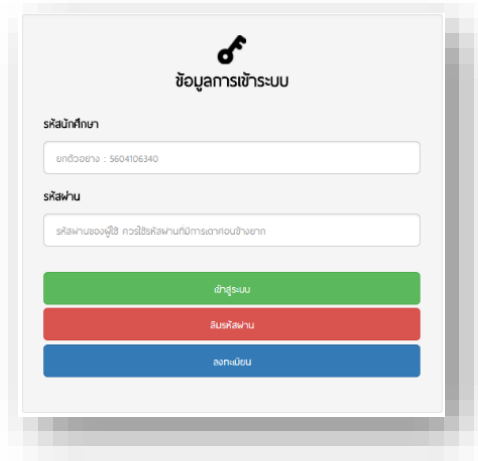 ข้อมูลการเข้าระบบ
รหัสนักศึกษา
ยกตัวอย่าง : 5604106340
รหัสผ่าน
รหัสผ่านของผู้ใช้ ควรใช้รหัสผ่านที่มีการเดาค่อนข้างยาก
เข้าสู่ระบบ
ลืมรหัสผ่าน
ลงทะเบียน